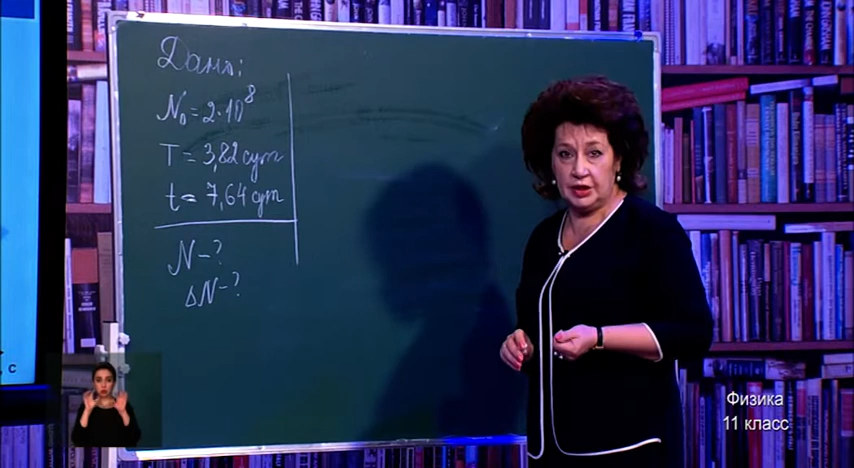 Дано:
N₀ = 2·10⁸
T = 3,82 сут
t = 7,64 сут
N – ?
ΔN – ?
Физика
11 класс